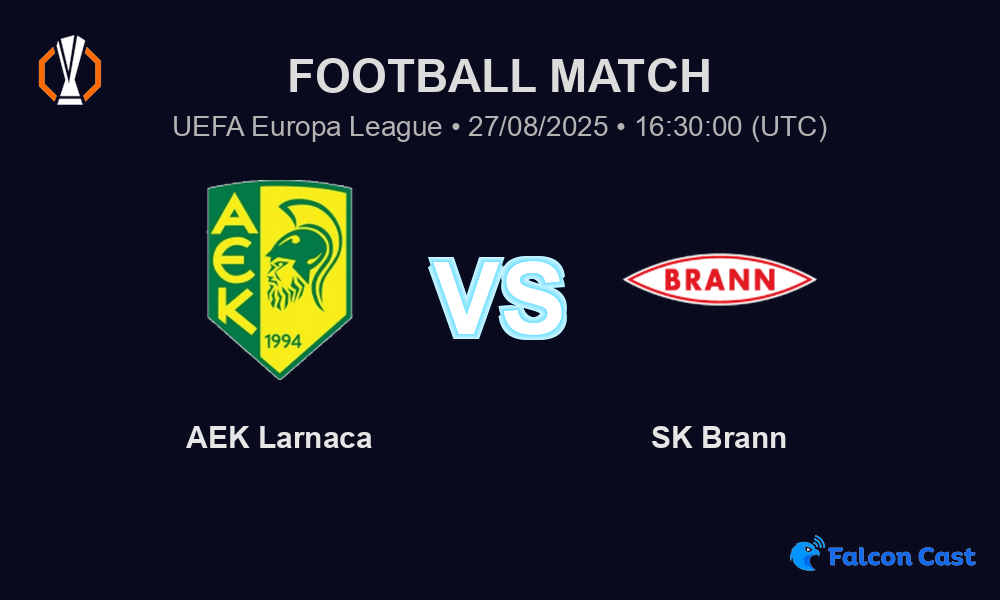 FOOTBALL MATCH
UEFA Europa League • 27/08/2025 • 16:30:00 (UTC)
AEK
1994
VS
BRANN
AEK Larnaca
SK Brann
Falcon Cast